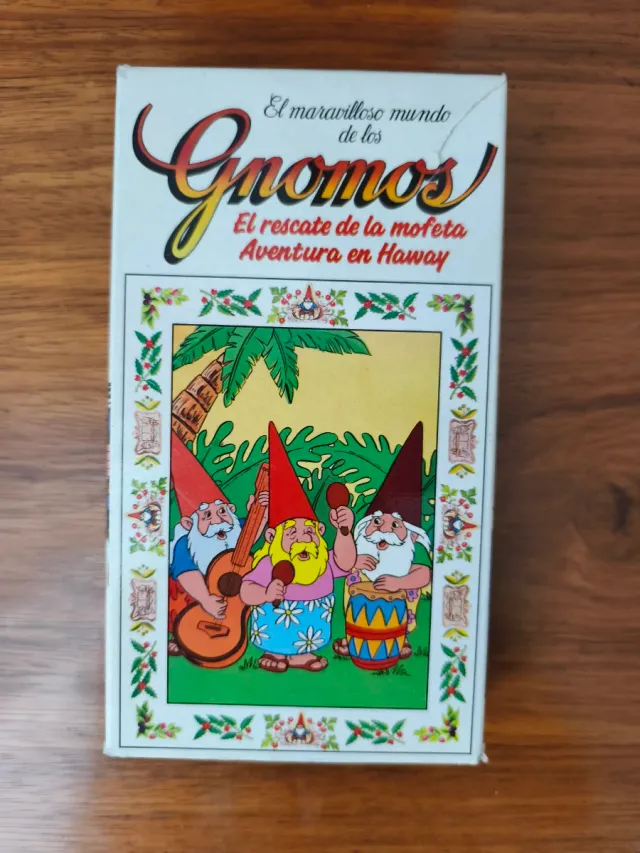 El maravilloso mundo
de los
Gnomos
El rescate de la mofeta
Aventura en Haway